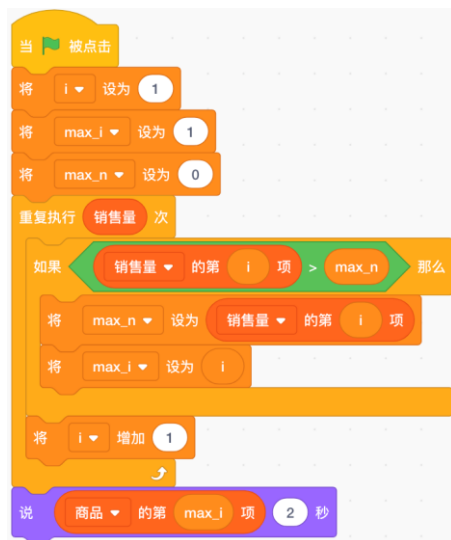 当 被点击
将 i 设为 1
将 max_i 设为 1
将 max_n 设为 0
重复执行 销售量 次
如果 销售量 的第 i 项 > max_n 那么
将 max_n 设为 销售量 的第 i 项
将 max_i 设为 i
将 i 增加 1
说 商品 的第 max_i 项 2 秒